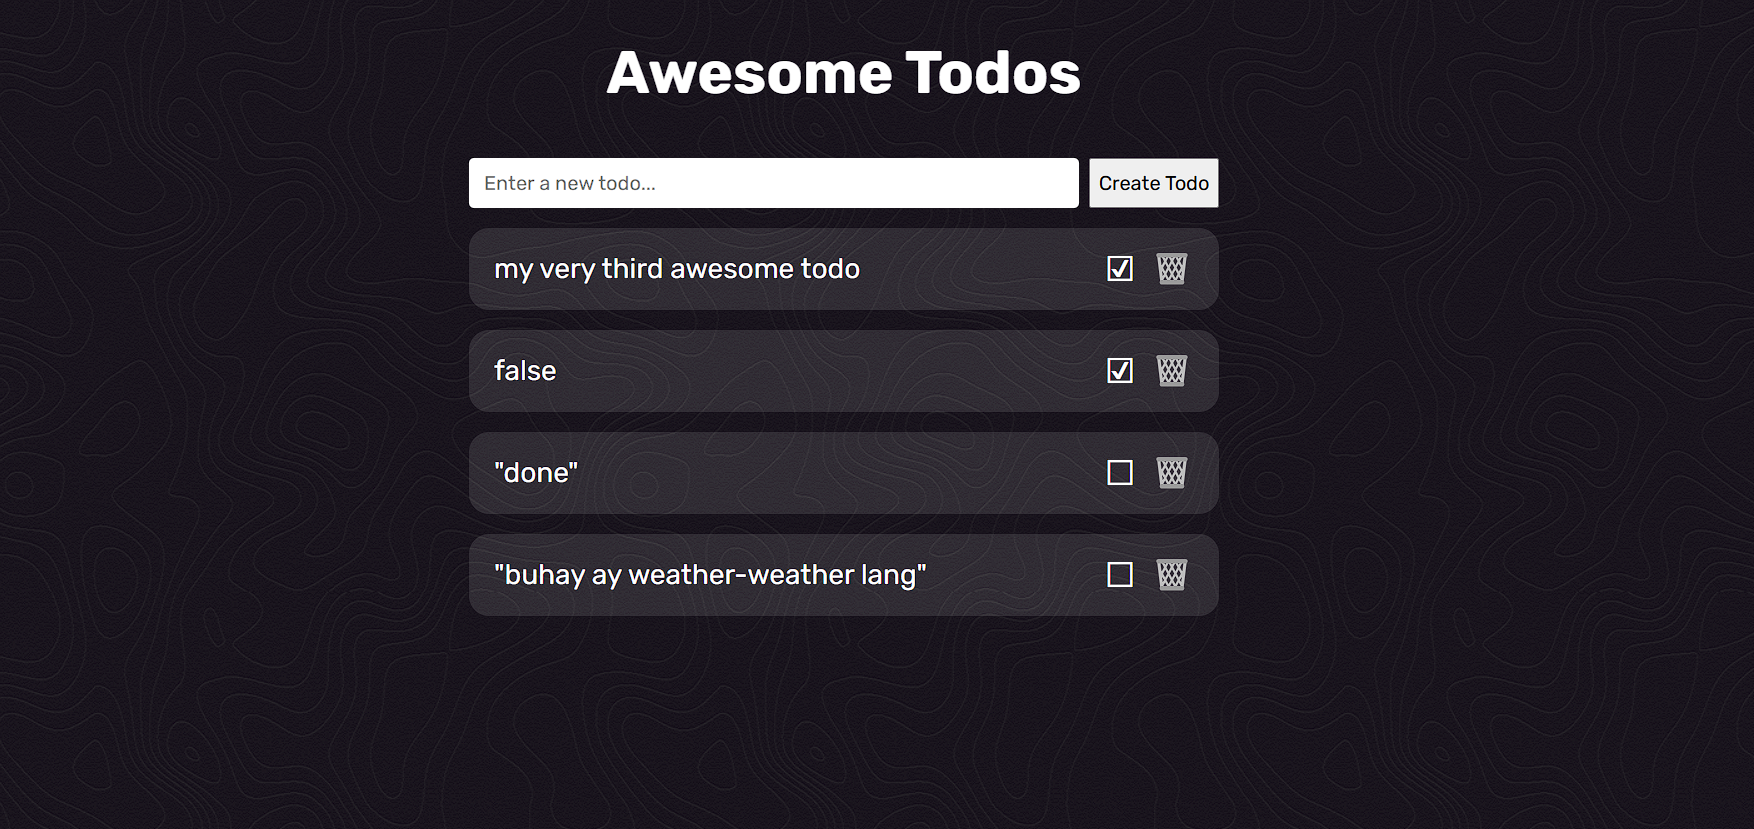 Awesome Todos
Enter a new todo...
Create Todo
my very third awesome todo
false
"done"
"buhay ay weather-weather lang"